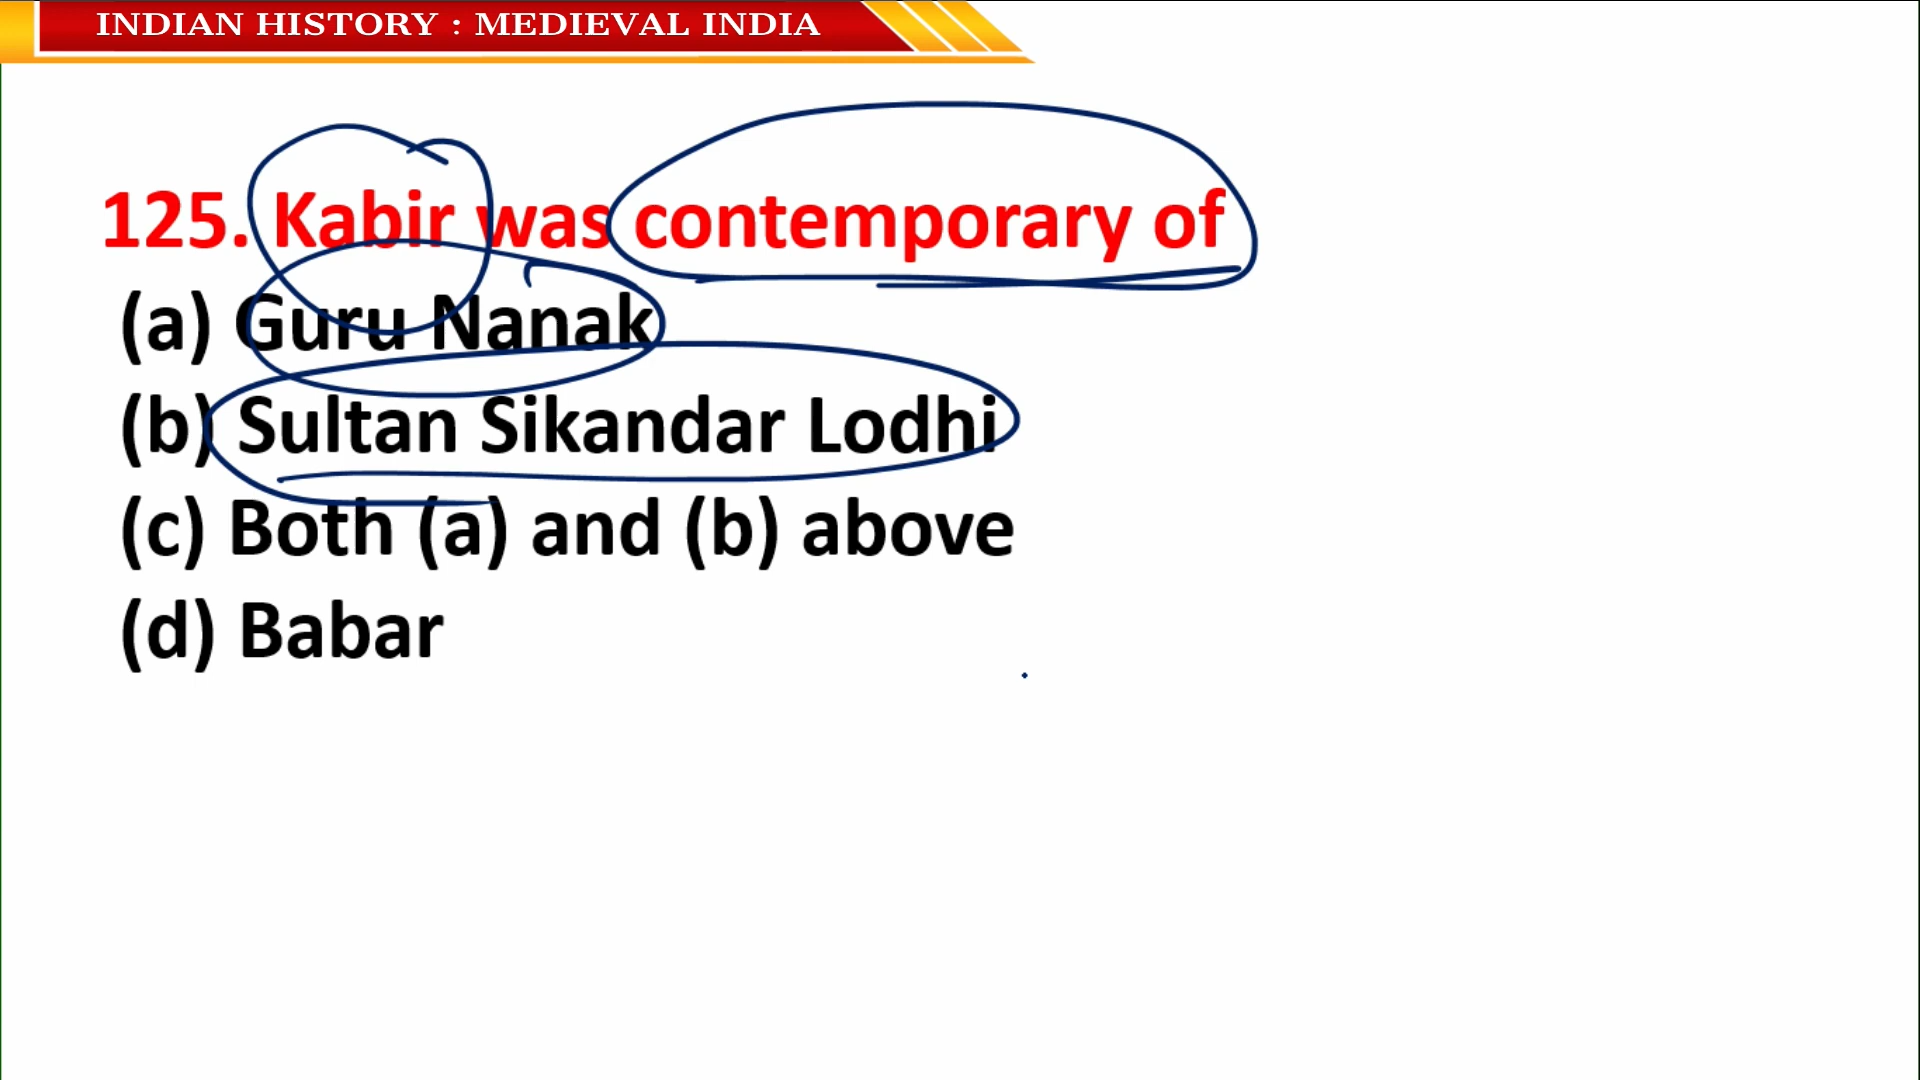 INDIAN HISTORY : MEDIEVAL INDIA
125. Kabir was contemporary of
(a) Guru Nanak
(b) Sultan Sikandar Lodhi
(c) Both (a) and (b) above
(d) Babar